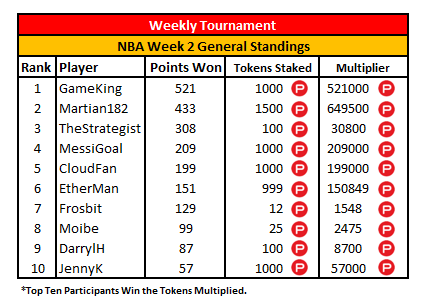 Weekly Tournament
NBA Week 2 General Standings
Rank Player Points Won Tokens Staked Multiplier
1 GameKing 521 1000 P 521000 P
2 Martian182 433 1500 P 649500 P
3 TheStrategist 308 100 P 30800 P
4 MessiGoal 209 1000 P 209000 P
5 CloudFan 199 1000 P 199000 P
6 EtherMan 151 999 P 150849 P
7 Frosbit 129 12 P 1548 P
8 Moibe 99 25 P 2475 P
9 DarrylH 87 100 P 8700 P
10 JennyK 57 1000 P 57000 P
*Top Ten Participants Win the Tokens Multiplied.